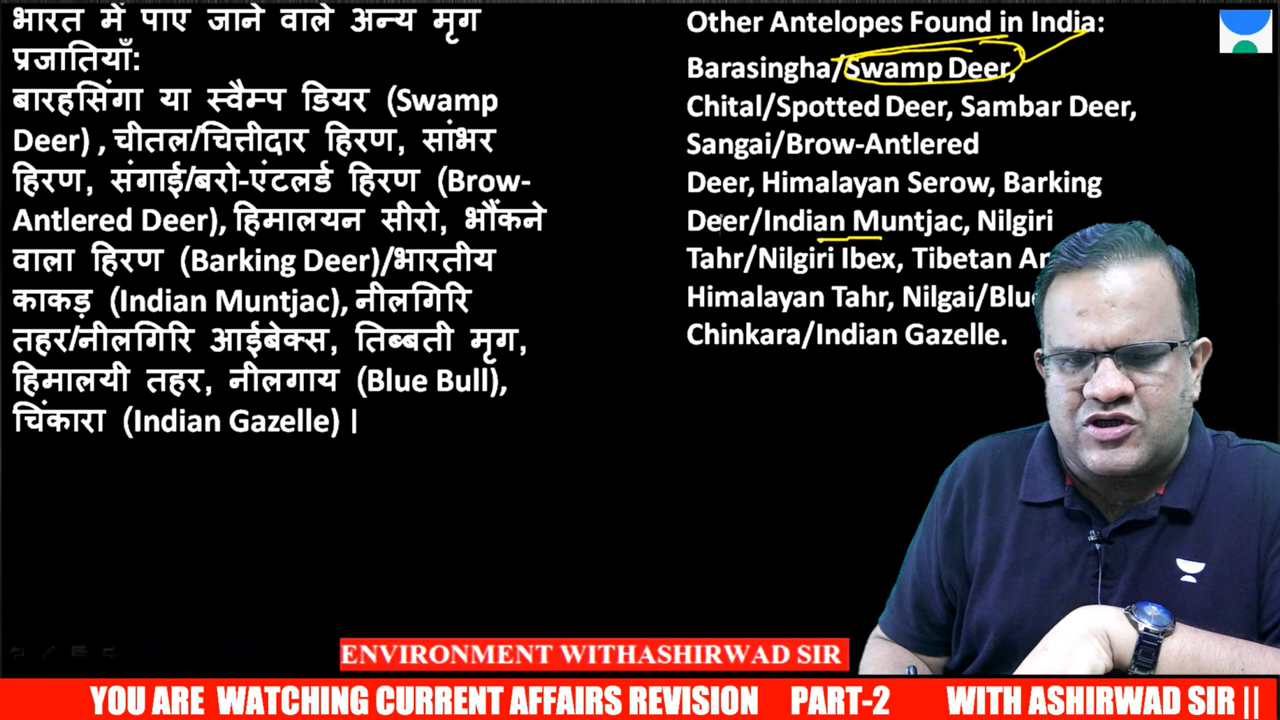 भारत में पाए जाने वाले अन्य मृग
प्रजातियाँ:
बारहसिंगा या स्वैम्प डियर (Swamp
Deer) , चीतल/चित्तीदार हिरण, सांभर
हिरण, संगाई/बरो-एंटलर्ड हिरण (Brow-
Antlered Deer), हिमालयन सीरो, भौंकने
वाला हिरण (Barking Deer)/भारतीय
काकड़ (Indian Muntjac), नीलगिरि
तहर/नीलगिरि आईबेक्स, तिब्बती मृग,
हिमालयी तहर, नीलगाय (Blue Bull),
चिंकारा (Indian Gazelle) |
Other Antelopes Found in India:
Barasingha/Swamp Deer,
Chital/Spotted Deer, Sambar Deer,
Sangai/Brow-Antlered
Deer, Himalayan Serow, Barking
Deer/Indian Muntjac, Nilgiri
Tahr/Nilgiri Ibex, Tibetan
Himalayan Tahr, Nilgai/Blue
Chinkara/Indian Gazelle.
ENVIRONMENT WITHASHIRWAD SIR
YOU ARE WATCHING CURRENT AFFAIRS REVISION PART-2 WITH ASHIRWAD SIR ||